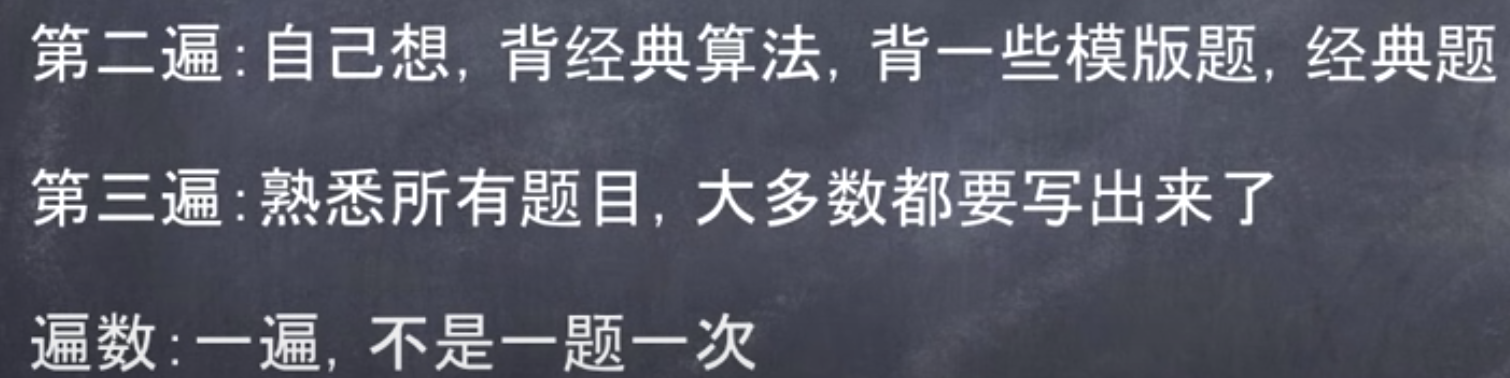 第二遍:自己想,背经典算法,背一些模版题,经典题
第三遍:熟悉所有题目,大多数都要写出来了
遍数:一遍,不是一题一次